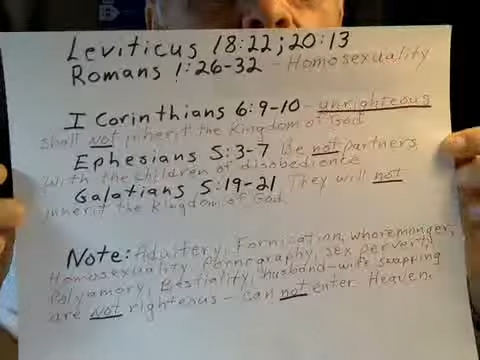 Leviticus 18:22; 20:13
Romans 1:26-32 - Homosexuality
I Corinthians 6:9-10 - unrighteous
shall not inherit the Kingdom of God
Ephesians 5:3-7 Be not partners
with the children of disobedience
Galatians 5:19-21 They will not
inherit the Kingdom of God
Note: Adultery, Fornication, whoremongers,
Homosexuality, Pornography, sex perverts,
Polyamory, Bestiality, husband-wife swapping
are not righteous - can not enter Heaven.